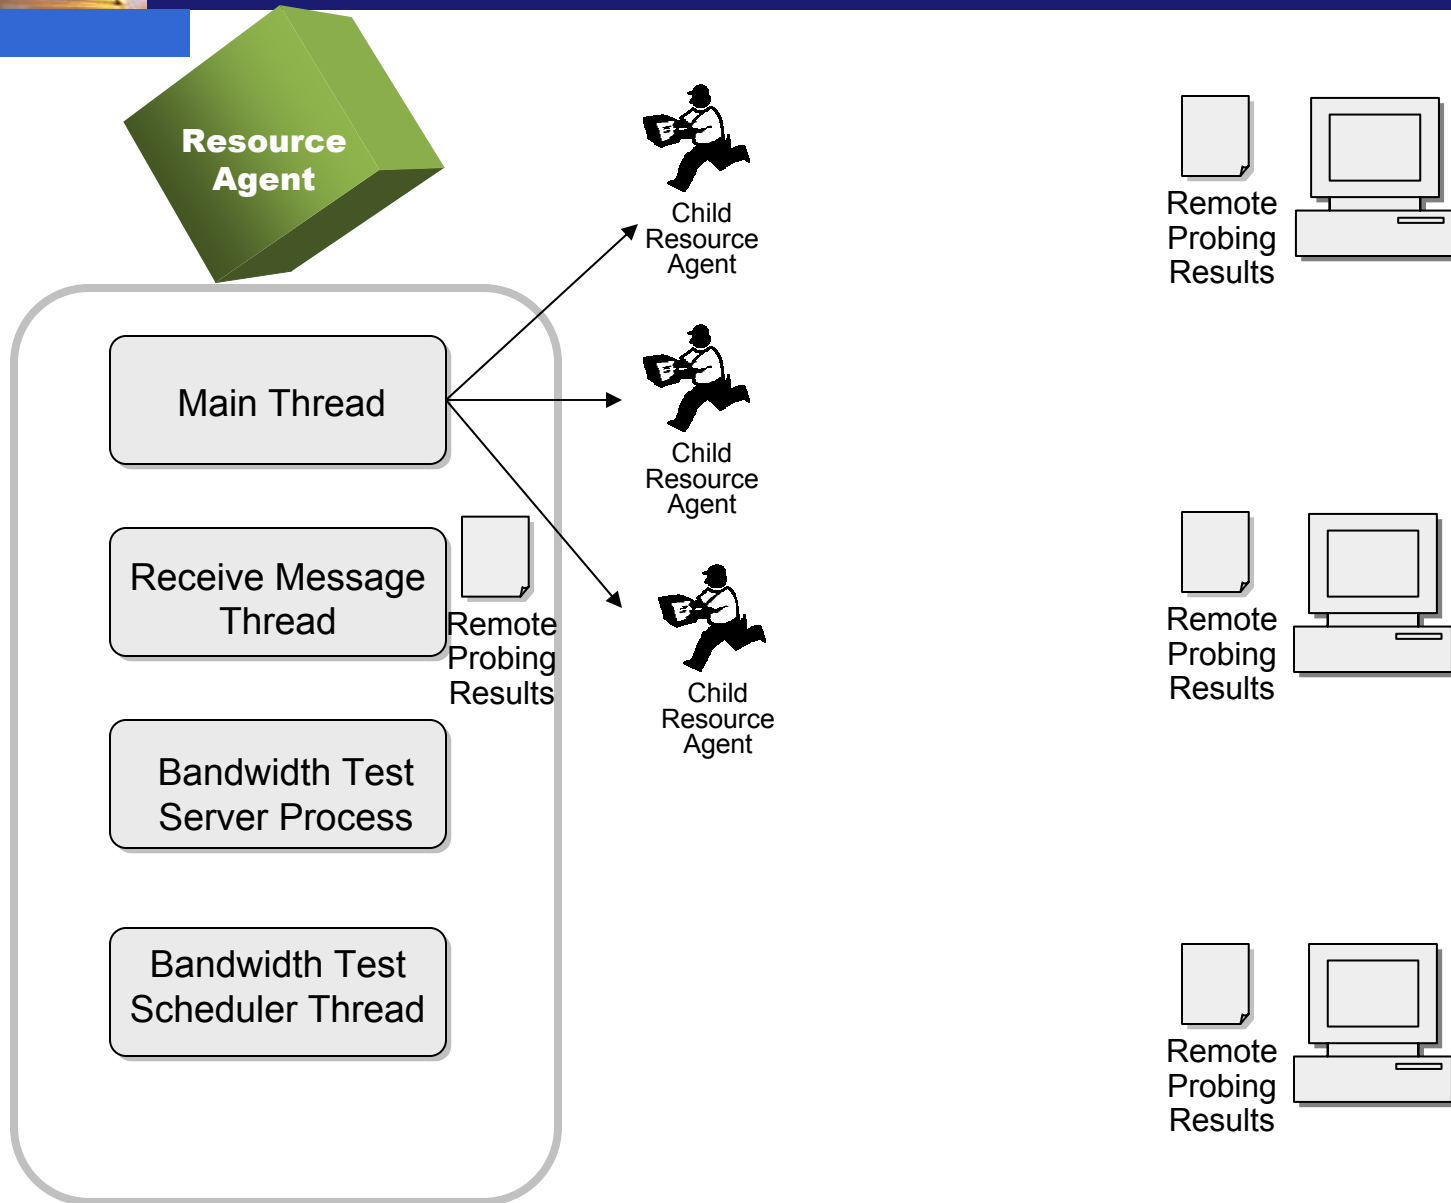 Resource
Agent
Main Thread
Receive Message
Thread
Remote
Probing
Results
Bandwidth Test
Server Process
Bandwidth Test
Scheduler Thread
Child
Resource
Agent
Child
Resource
Agent
Child
Resource
Agent
Remote
Probing
Results
Remote
Probing
Results
Remote
Probing
Results